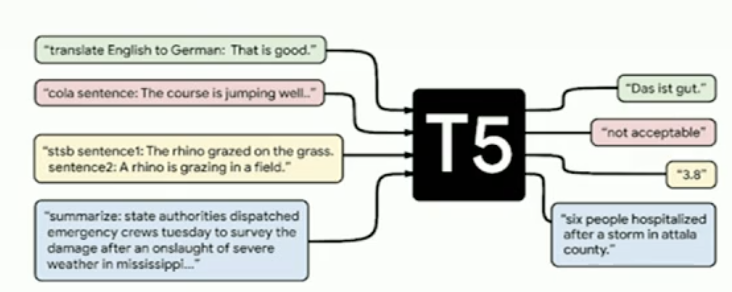 "translate English to German: That is good."
"cola sentence: The course is jumping well.."
"stsb sentence1: The rhino grazed on the grass.
sentence2: A rhino is grazing in a field."
"summarize: state authorities dispatched
emergency crews tuesday to survey the
damage after an onslaught of severe
weather in mississippi..."
T5
"Das ist gut."
"not acceptable"
"3.8"
"six people hospitalized
after a storm in attala
county."